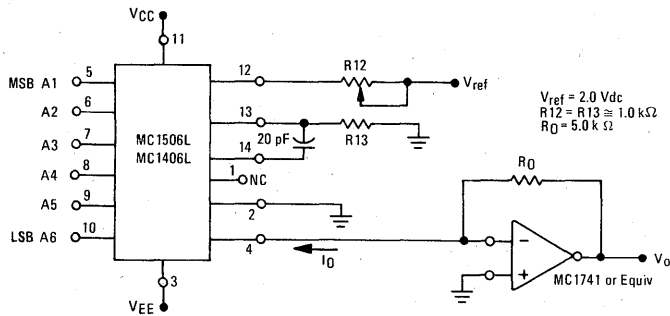 VCC
11
MSB A1 5
A2 6
A3 7
A4 8
A5 9
LSB A6 10
MC1506L
MC1406L
12
R12
Vref
13
20 pF
R13
14
1
NC
2
4
IO
3
VEE
Vref = 2.0 Vdc
R12 = R13 ≅ 1.0 kΩ
RO = 5.0 k Ω
RO
−
+
Vo
MC1741 or Equiv